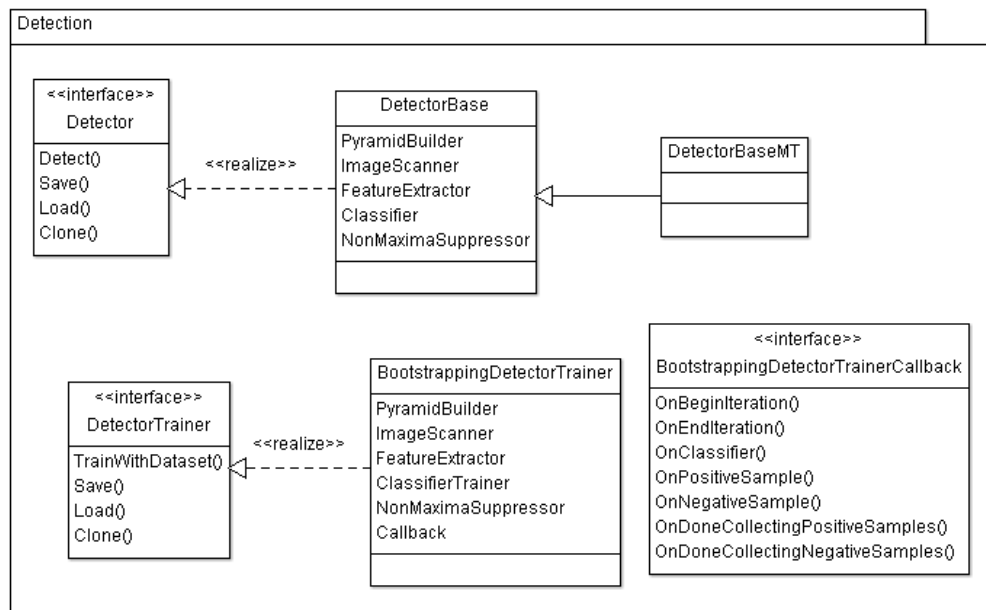 Detection
<<interface>>
Detector
Detect()
Save()
Load()
Clone()
<<realize>>
DetectorBase
PyramidBuilder
ImageScanner
FeatureExtractor
Classifier
NonMaximaSuppressor
DetectorBaseMT
<<interface>>
DetectorTrainer
TrainWithDataset()
Save()
Load()
Clone()
<<realize>>
BootstrappingDetectorTrainer
PyramidBuilder
ImageScanner
FeatureExtractor
ClassifierTrainer
NonMaximaSuppressor
Callback
<<interface>>
BootstrappingDetectorTrainerCallback
OnBeginIteration()
OnEndIteration()
OnClassifier()
OnPositiveSample()
OnNegativeSample()
OnDoneCollectingPositiveSamples()
OnDoneCollectingNegativeSamples()